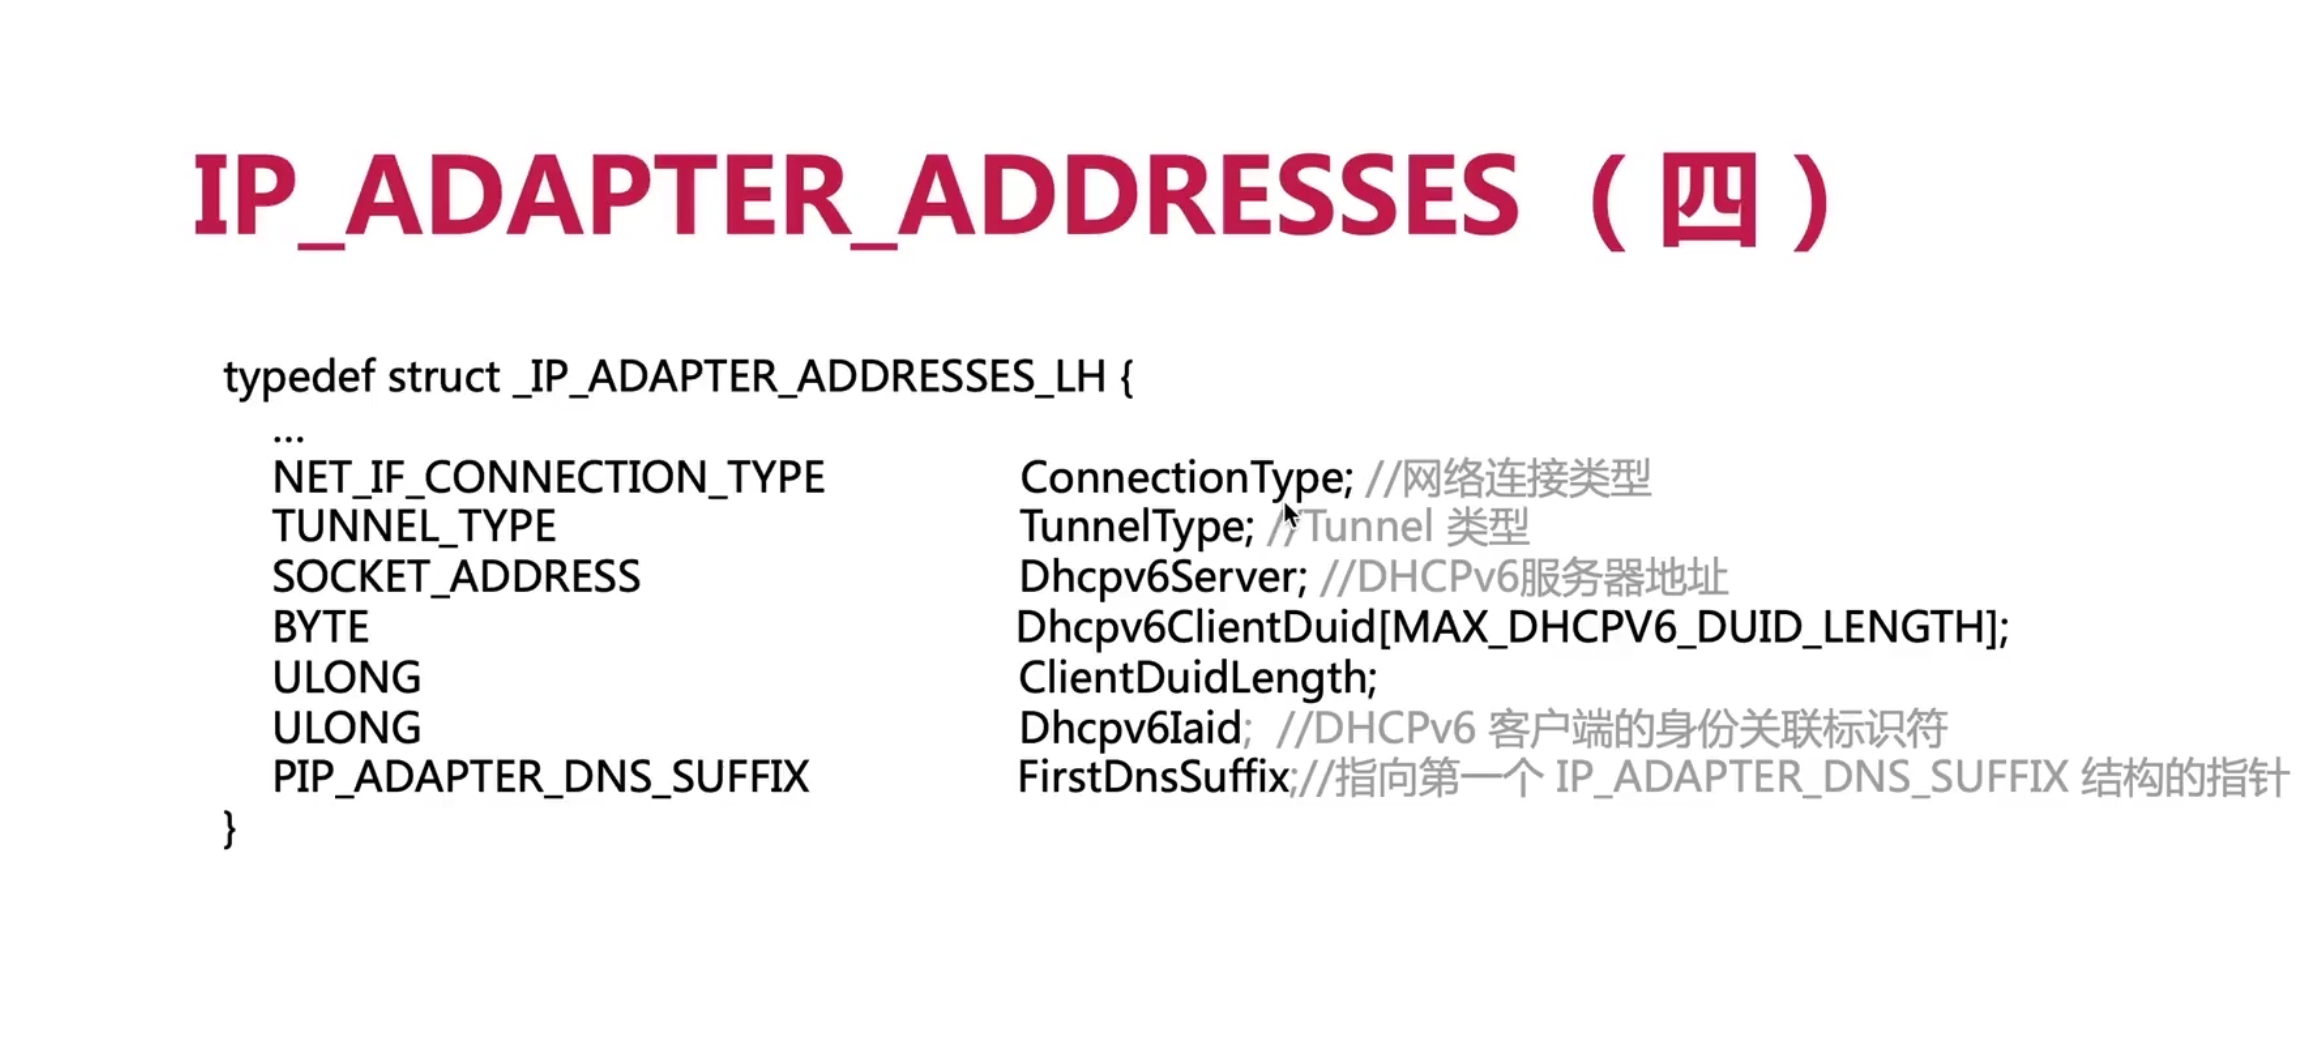 IP_ADAPTER_ADDRESSES（四）
typedef struct _IP_ADAPTER_ADDRESSES_LH {
...
NET_IF_CONNECTION_TYPE ConnectionType; //网络连接类型
TUNNEL_TYPE TunnelType; //Tunnel 类型
SOCKET_ADDRESS Dhcpv6Server; //DHCPv6服务器地址
BYTE Dhcpv6ClientDuid[MAX_DHCPV6_DUID_LENGTH];
ULONG ClientDuidLength;
ULONG Dhcpv6Iaid; //DHCPv6 客户端的身份关联标识符
PIP_ADAPTER_DNS_SUFFIX FirstDnsSuffix;//指向第一个 IP_ADAPTER_DNS_SUFFIX 结构的指针
}